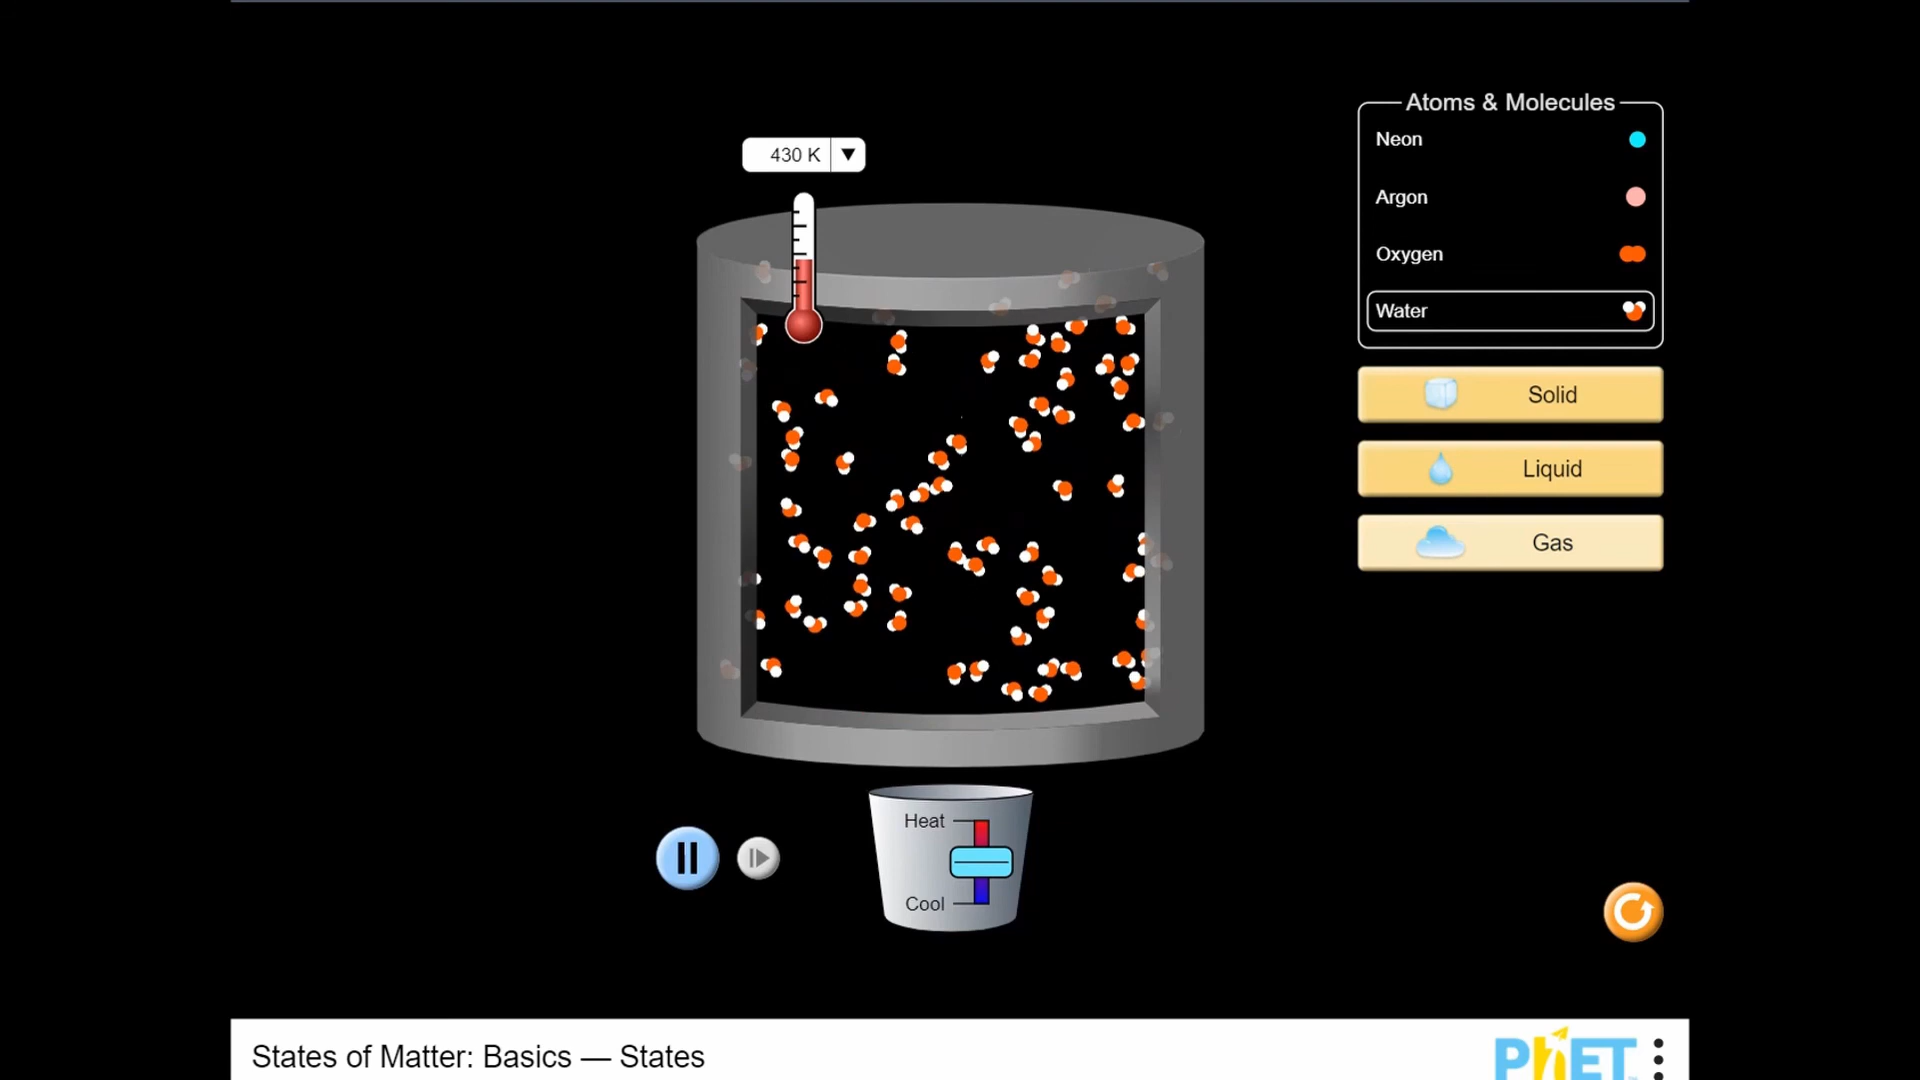 Atoms & Molecules
Neon
Argon
Oxygen
Water
430 K
Solid
Liquid
Gas
Heat
Cool
States of Matter: Basics — States
PhET